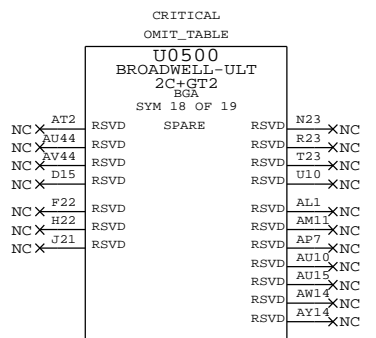 CRITICAL
OMIT_TABLE
U0500
BROADWELL-ULT
2C+GT2
BGA
SYM 18 OF 19
SPARE
NC AT2 RSVD
NC AU44 RSVD
NC AV44 RSVD
NC D15 RSVD
NC F22 RSVD
NC H22 RSVD
NC J21 RSVD
RSVD N23 NC
RSVD R23 NC
RSVD T23 NC
RSVD U10 NC
RSVD AL1 NC
RSVD AM11 NC
RSVD AP7 NC
RSVD AU10 NC
RSVD AU15 NC
RSVD AW14 NC
RSVD AY14 NC